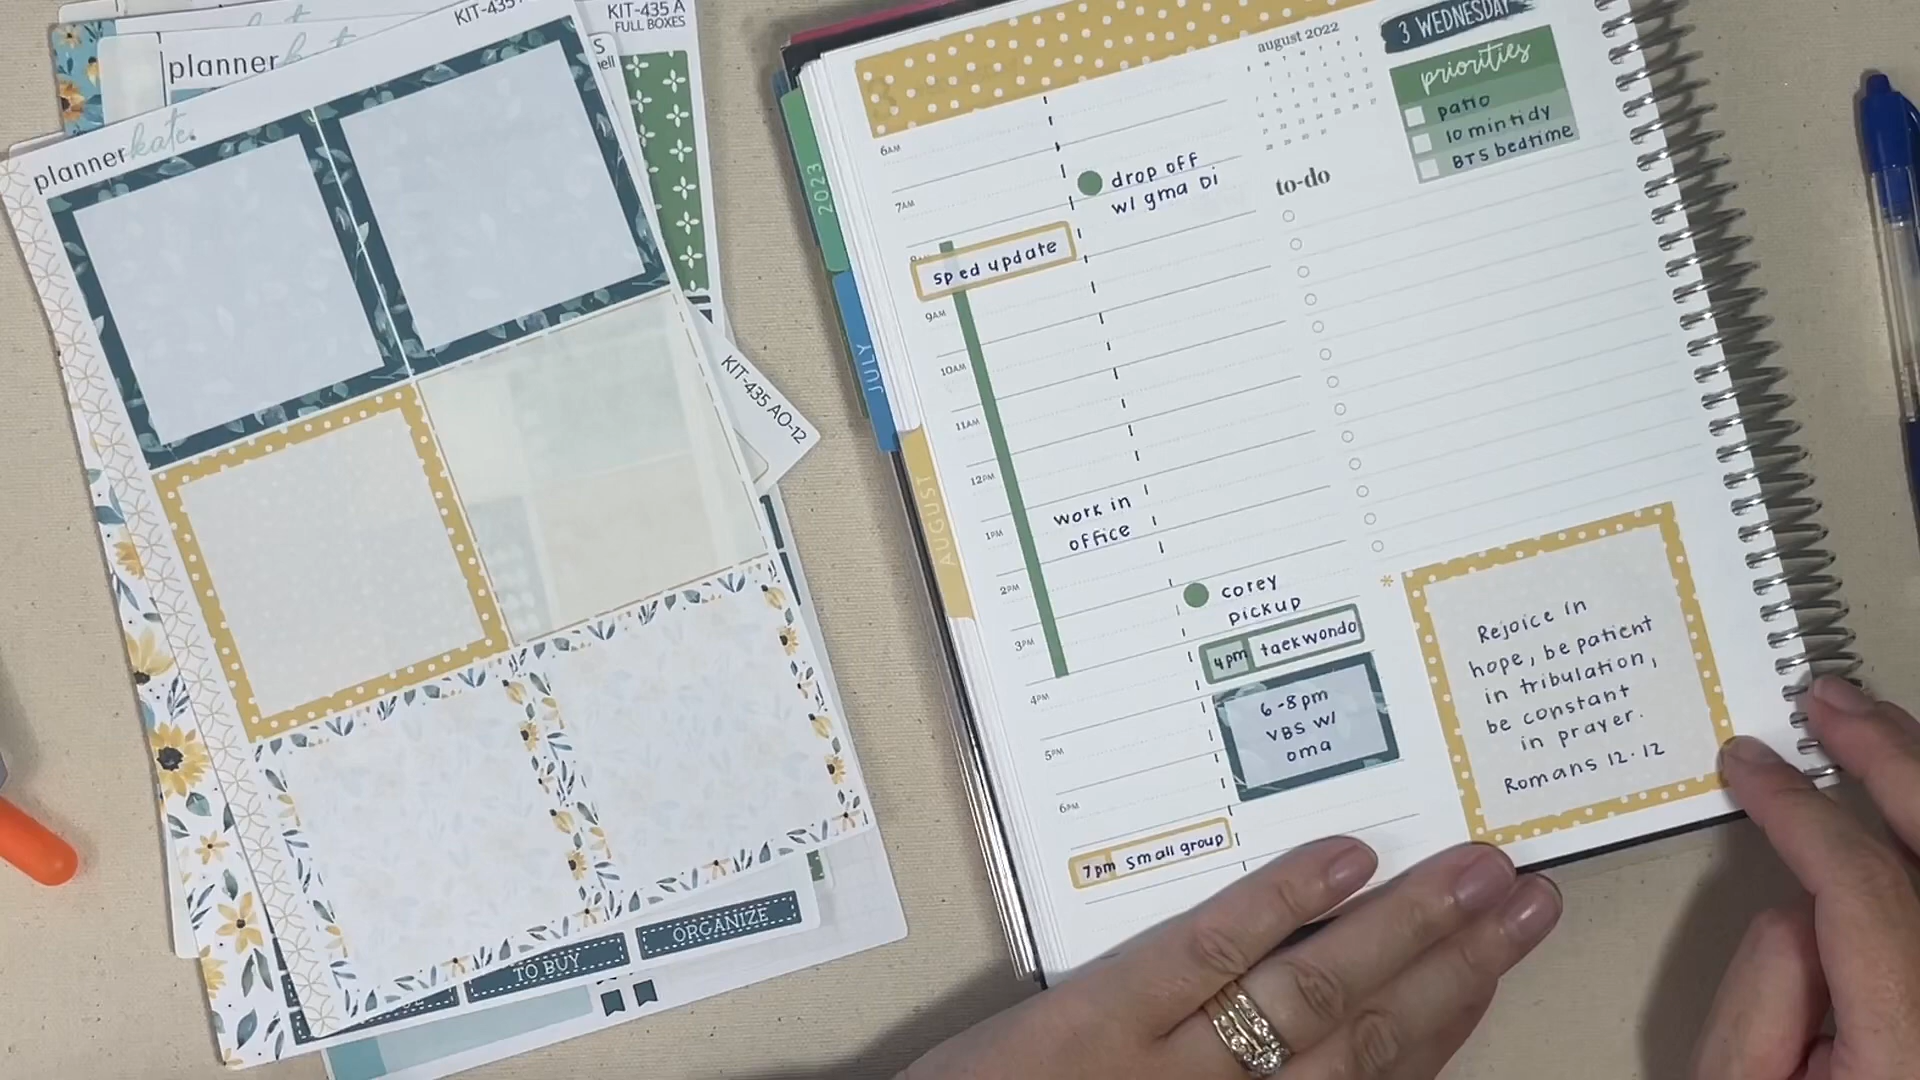 KIT-435
KIT-435 A
FULL BOXES
planner
plannerkate.
KIT-435 AO-12
TO BUY
ORGANIZE
2023
JULY
AUGUST
august 2022
3 WEDNESDAY
priorities
patio
10 min tidy
BTS bedtime
to-do
6AM
7AM
9AM
10AM
11AM
12PM
1PM
2PM
3PM
4PM
5PM
6PM
drop off
w/ gma Di
sped update
work in
office
corey
pickup
4pm taekwondo
6-8pm
VBS w/
oma
7pm small group
Rejoice in
hope, be patient
in tribulation,
be constant
in prayer.
Romans 12.12